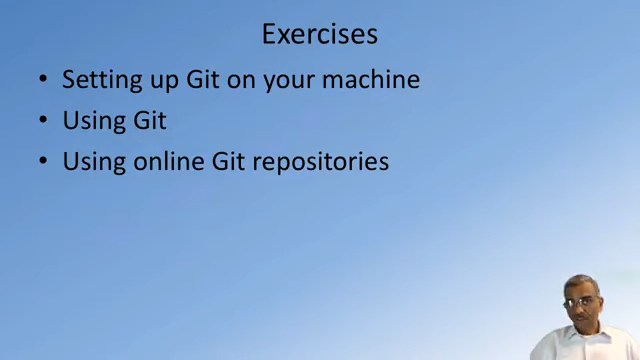 Exercises
• Setting up Git on your machine
• Using Git
• Using online Git repositories